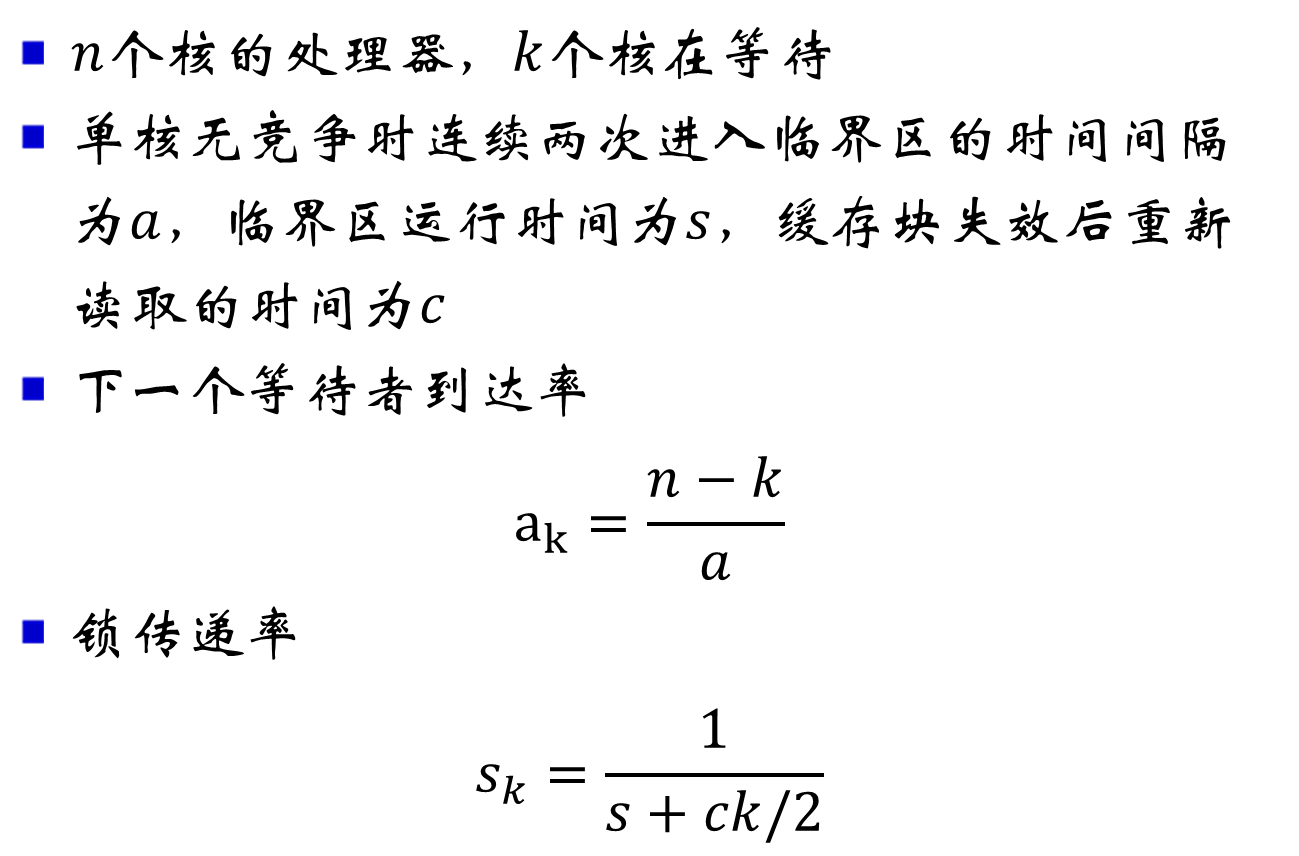 n个核的处理器，k个核在等待
单核无竞争时连续两次进入临界区的时间间隔
为a，临界区运行时间为s，缓存块失效后重新
读取的时间为c
下一个等待者到达率
a_k = (n − k)/a
锁传递率
s_k = 1/(s + ck/2)